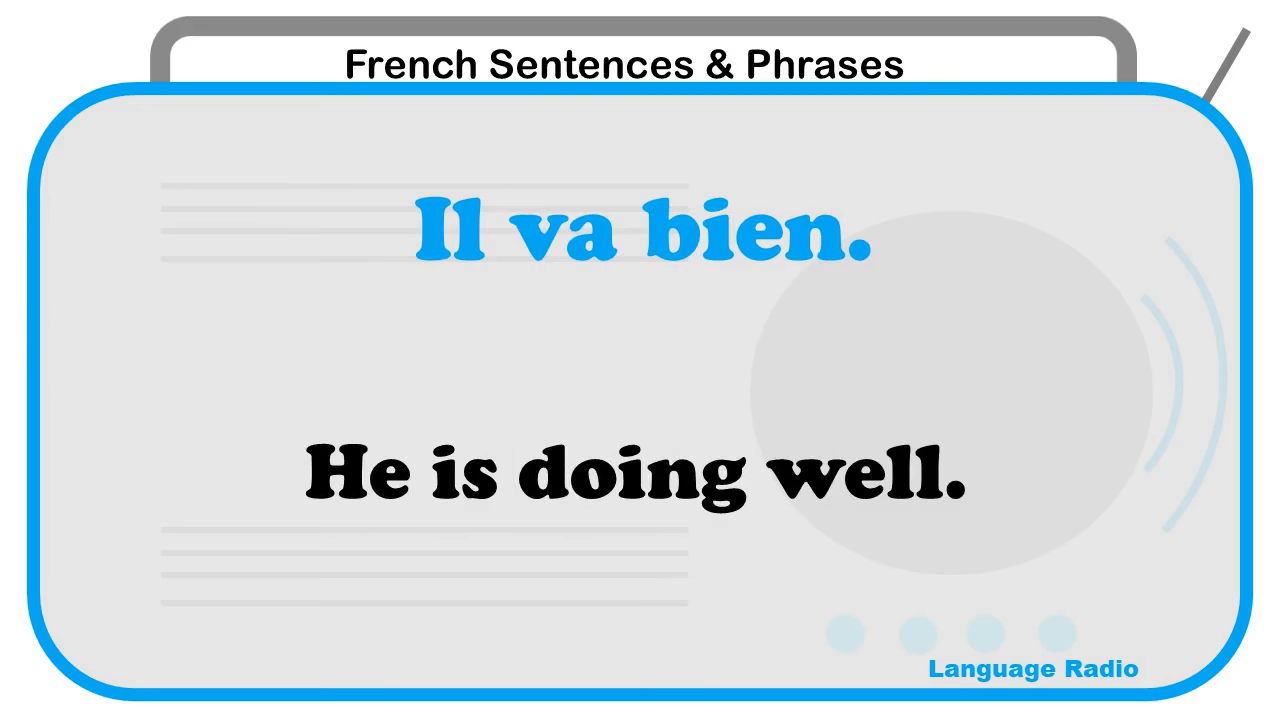 French Sentences & Phrases
Il va bien.
He is doing well.
Language Radio